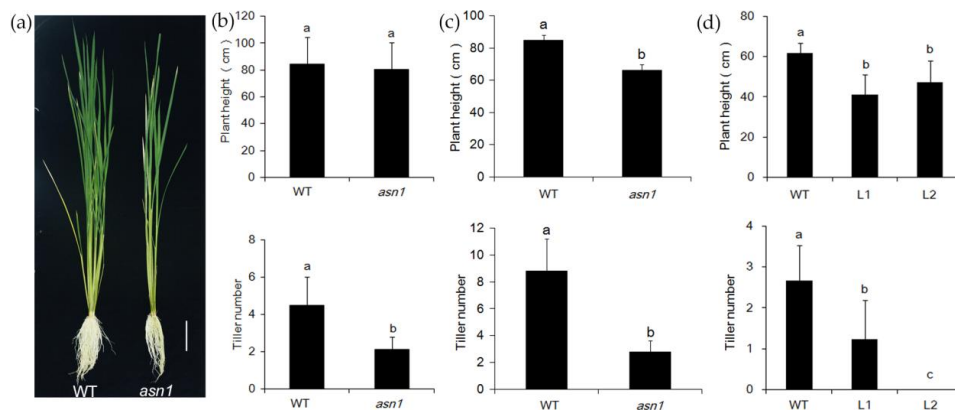 (a)
WT asn1
(b)
Plant height (cm)
120
100
80
60
40
20
0
a a
WT asn1
(c)
Plant height (cm)
100
80
60
40
20
0
a
b
WT asn1
(d)
Plant height (cm)
80
60
40
20
0
a
b
b
WT L1 L2
Tiller number
8
6
4
2
0
a
b
WT asn1
Tiller number
12
10
8
6
4
2
0
a
b
WT asn1
Tiller number
4
3
2
1
0
a
b
c
WT L1 L2